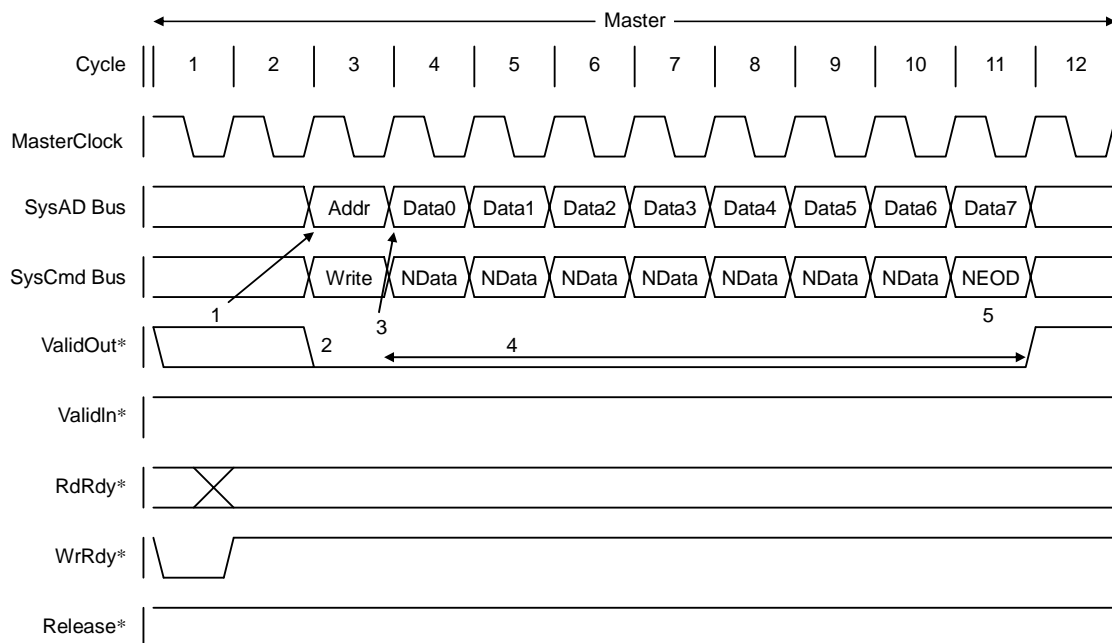 Master
Cycle 1 2 3 4 5 6 7 8 9 10 11 12
MasterClock
SysAD Bus Addr Data0 Data1 Data2 Data3 Data4 Data5 Data6 Data7
SysCmd Bus Write NData NData NData NData NData NData NData NEOD
1 3 5
ValidOut* 2 4
ValidIn*
RdRdy*
WrRdy*
Release*